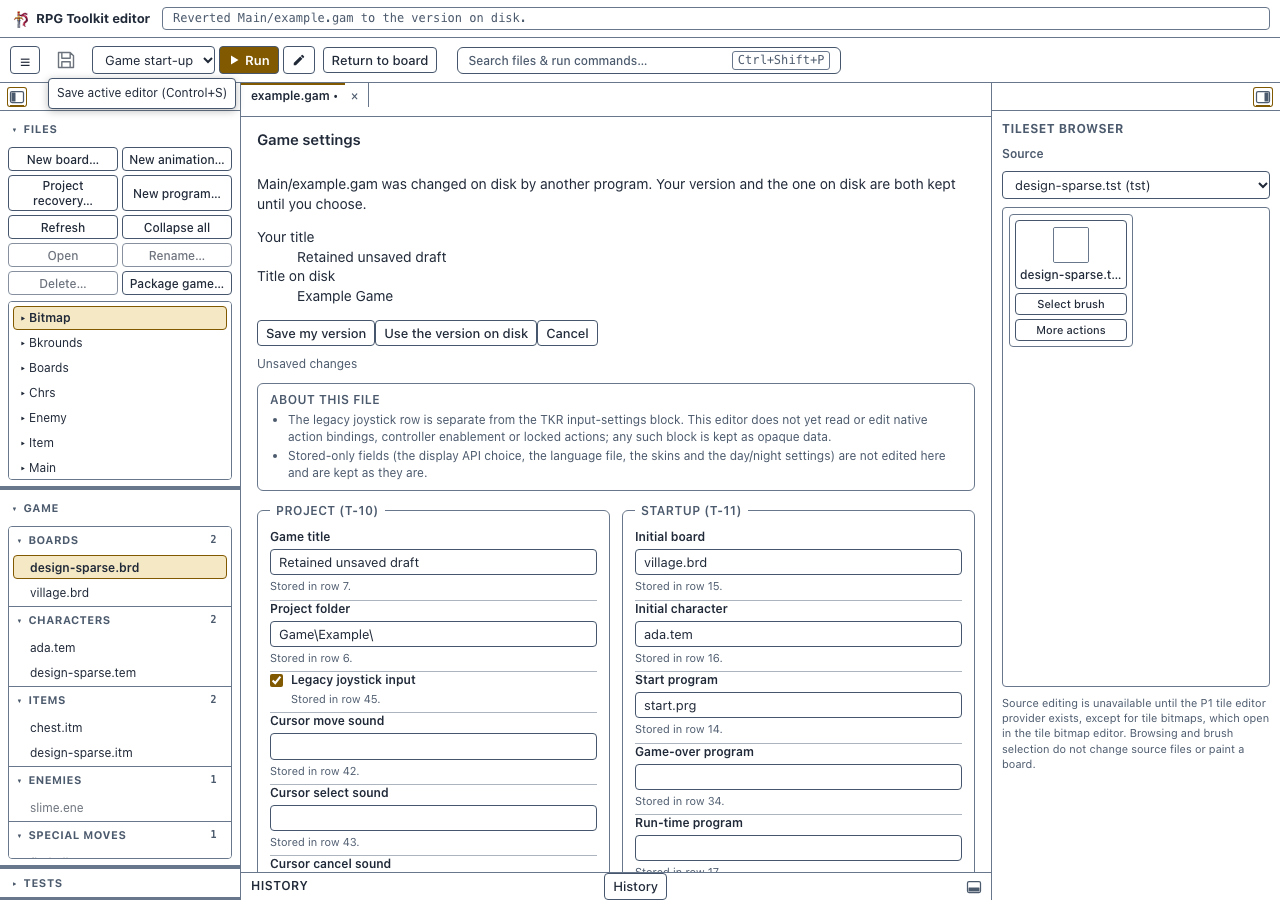 RPG Toolkit editor
Reverted Main/example.gam to the version on disk.
Game start-up
Run
Return to board
Search files & run commands...
Ctrl+Shift+P
Save active editor (Control+S)
example.gam •
×
FILES
New board...
New animation...
Project recovery...
New program...
Refresh
Collapse all
Open
Rename...
Delete...
Package game...
Bitmap
Bkrounds
Boards
Chrs
Enemy
Item
Main
GAME
BOARDS 2
design-sparse.brd
village.brd
CHARACTERS 2
ada.tem
design-sparse.tem
ITEMS 2
chest.itm
design-sparse.itm
ENEMIES 1
slime.ene
SPECIAL MOVES 1
TESTS
Game settings
Main/example.gam was changed on disk by another program. Your version and the one on disk are both kept
until you choose.
Your title
Retained unsaved draft
Title on disk
Example Game
Save my version
Use the version on disk
Cancel
Unsaved changes
ABOUT THIS FILE
• The legacy joystick row is separate from the TKR input-settings block. This editor does not yet read or edit native
action bindings, controller enablement or locked actions; any such block is kept as opaque data.
• Stored-only fields (the display API choice, the language file, the skins and the day/night settings) are not edited here
and are kept as they are.
PROJECT (T-10)
Game title
Retained unsaved draft
Stored in row 7.
Project folder
Game\Example\
Stored in row 6.
Legacy joystick input
Stored in row 45.
Cursor move sound
Stored in row 42.
Cursor select sound
Stored in row 43.
Cursor cancel sound
STARTUP (T-11)
Initial board
village.brd
Stored in row 15.
Initial character
ada.tem
Stored in row 16.
Start program
start.prg
Stored in row 14.
Game-over program
Stored in row 34.
Run-time program
Stored in row 17.
HISTORY
History
TILESET BROWSER
Source
design-sparse.tst (tst)
design-sparse.t...
Select brush
More actions
Source editing is unavailable until the P1 tile editor
provider exists, except for tile bitmaps, which open
in the tile bitmap editor. Browsing and brush
selection do not change source files or paint a
board.